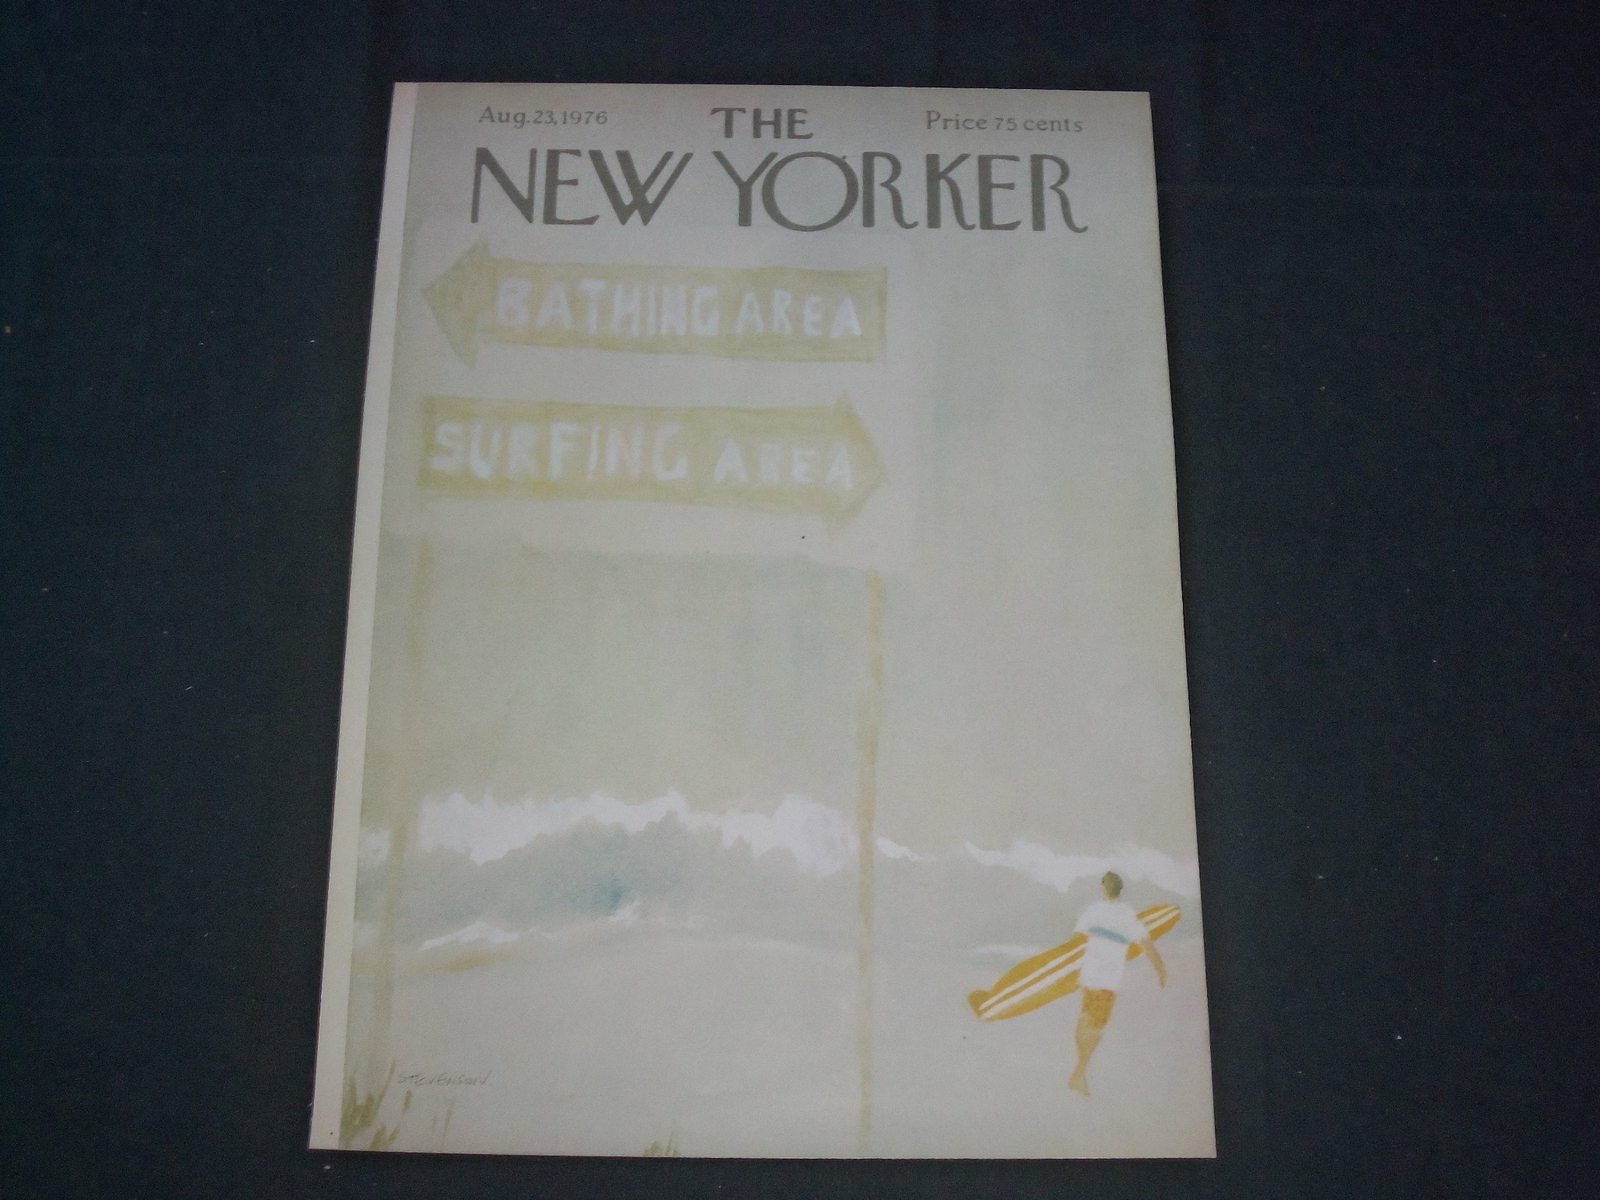 Aug. 23, 1976
THE
Price 75 cents
NEW YORKER
BATHING AREA
SURFING AREA
STEVENSON